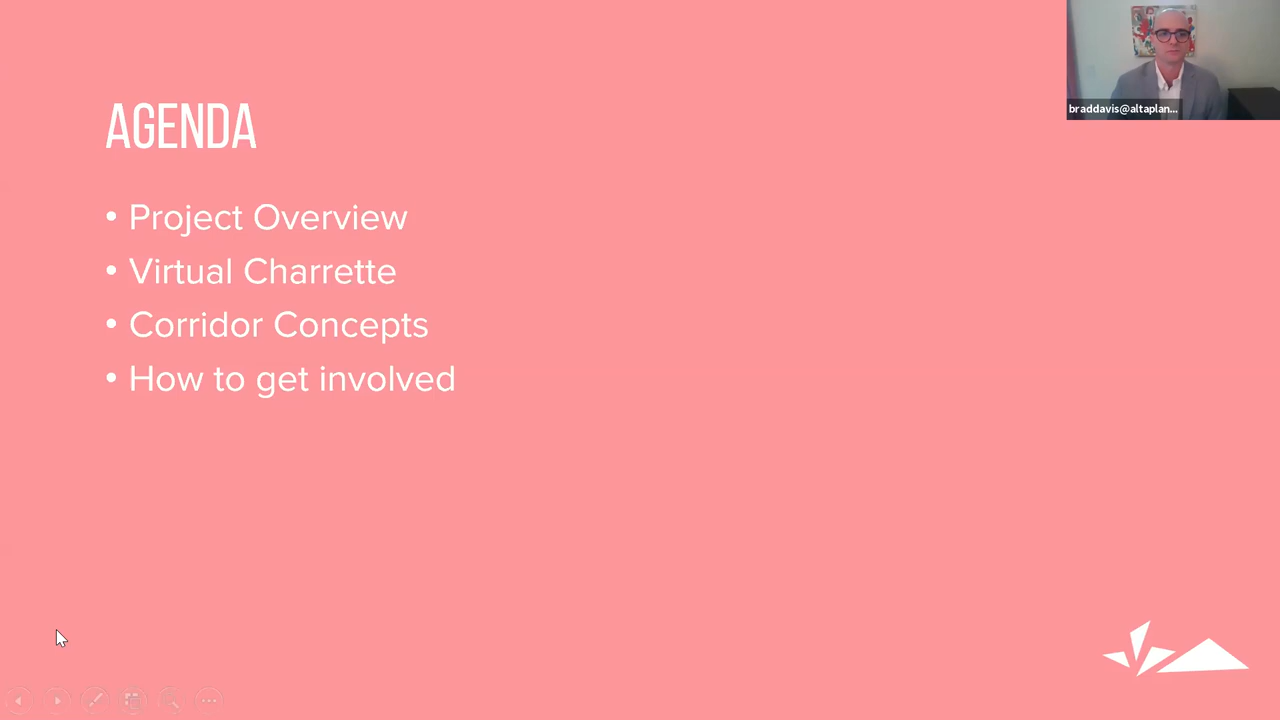 braddavis@altaplan...
AGENDA
• Project Overview
• Virtual Charrette
• Corridor Concepts
• How to get involved